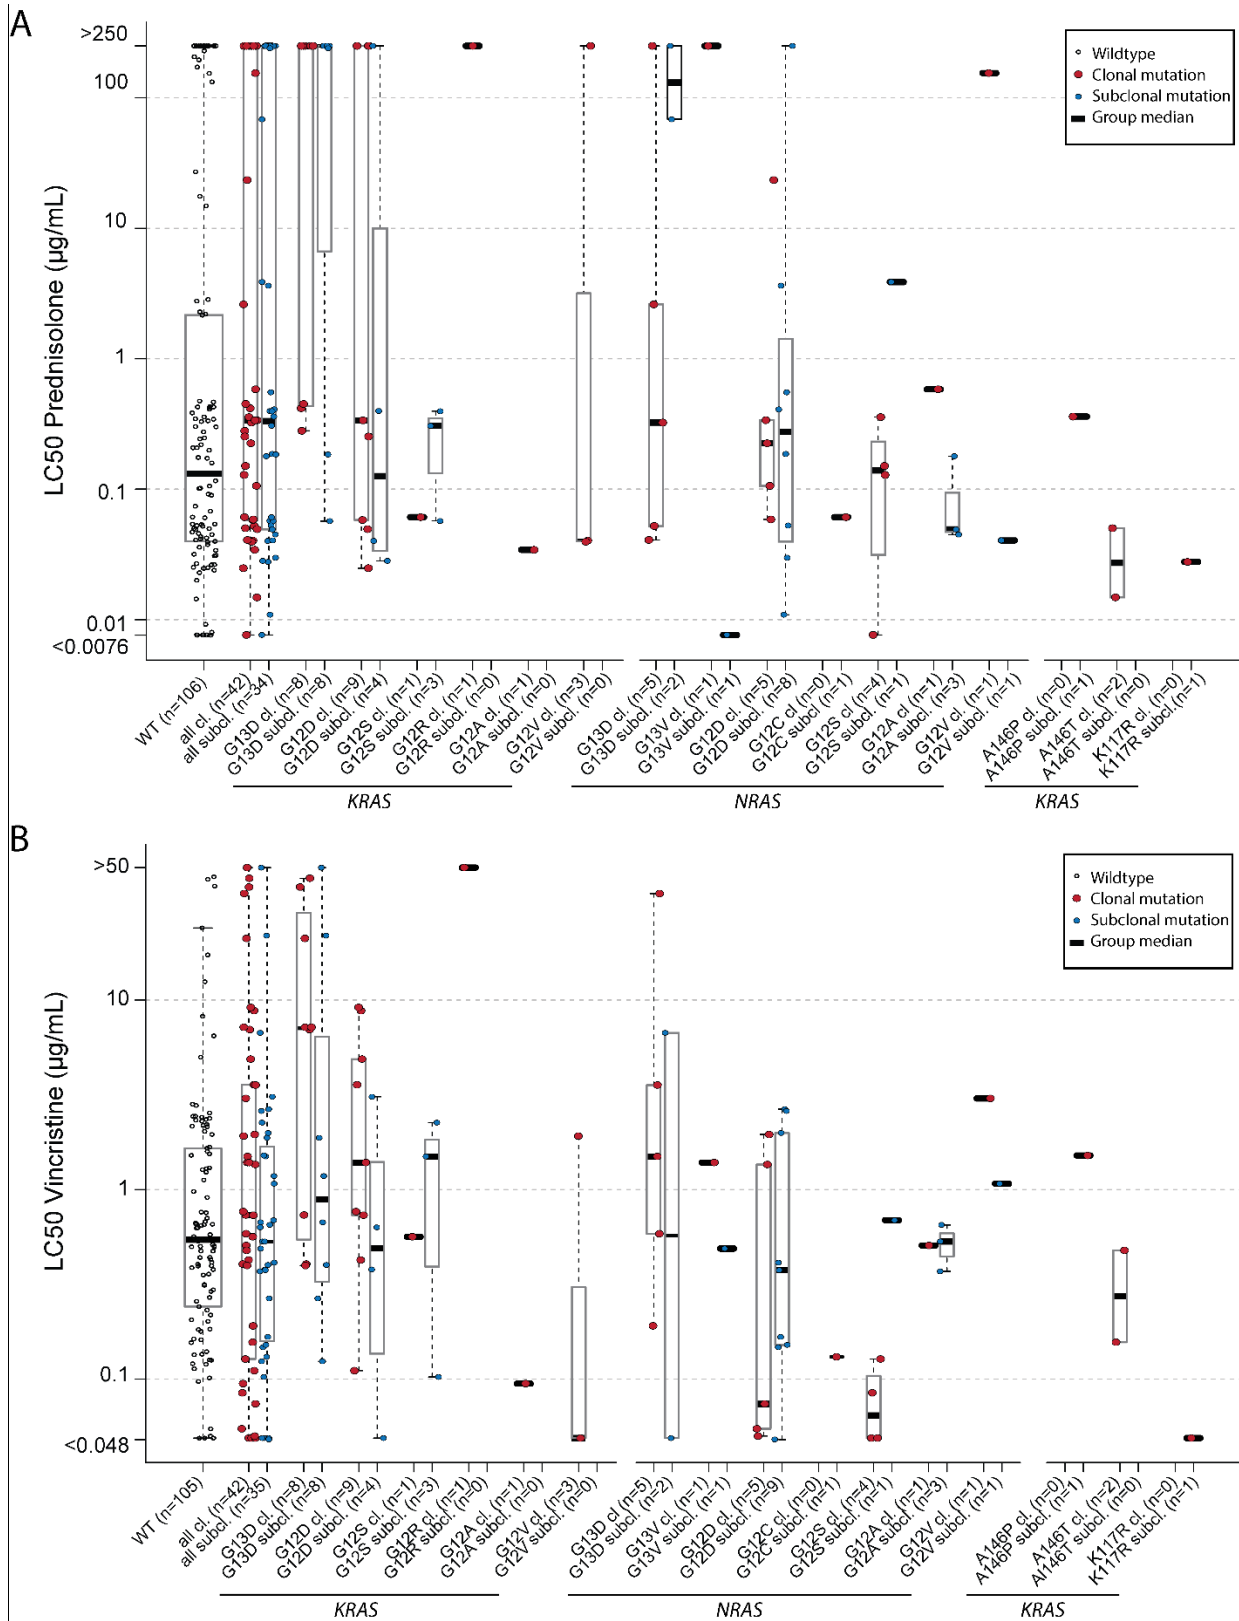 A
>250
100
10
1
0.1
0.01
<0.0076
LC50 Prednisolone (µg/mL)
Wildtype
Clonal mutation
Subclonal mutation
Group median
WT (n=106)
all cl. (n=42)
all subcl. (n=34)
G13D cl. (n=8)
G13D subcl. (n=8)
G12D cl. (n=9)
G12D subcl. (n=4)
G12S cl. (n=1)
G12S subcl. (n=3)
G12R cl. (n=1)
G12R subcl. (n=0)
G12A cl. (n=1)
G12A subcl. (n=0)
G12V cl. (n=3)
G12V subcl. (n=0)
G13D cl. (n=5)
G13D subcl. (n=2)
G13V cl. (n=1)
G13V subcl. (n=1)
G12D cl. (n=5)
G12D subcl. (n=8)
G12C cl. (n=0)
G12C subcl (n=1)
G12S cl. (n=4)
G12S subcl. (n=1)
G12A cl (n=1)
G12A subcl. (n=3)
G12V cl. (n=1)
G12V subcl. (n=1)
A146P cl. (n=0)
A146P subcl. (n=1)
A146T cl. (n=2)
A146T subcl. (n=0)
K117R cl. (n=0)
K117R subcl.(n=1)
KRAS
NRAS
KRAS
B
>50
10
1
0.1
<0.048
LC50 Vincristine (µg/mL)
Wildtype
Clonal mutation
Subclonal mutation
Group median
WT (n=105)
all cl. (n=42)
all subcl. (n=35)
G13D cl. (n=8)
G13D subcl. (n=8)
G12D cl. (n=9)
G12D subcl. (n=4)
G12S cl. (n=1)
G12S subcl. (n=3)
G12R cl. (n=1)
G12R subcl. (n=0)
G12A cl. (n=1)
G12A subcl. (n=0)
G12V cl. (n=3)
G12V subcl. (n=0)
G13D cl. (n=5)
G13D subcl. (n=2)
G13V cl. (n=1)
G13V subcl. (n=1)
G12D cl. (n=5)
G12D subcl. (n=9)
G12C cl. (n=0)
G12C subcl. (n=1)
G12S cl. (n=4)
G12S subcl. (n=1)
G12A cl. (n=1)
G12A subcl. (n=3)
G12V cl. (n=1)
G12V subcl. (n=1)
A146P cl. (n=0)
A146P subcl. (n=1)
A146T cl. (n=2)
Al146T subcl. (n=0)
K117R cl. (n=0)
K117R subcl. (n=1)
KRAS
NRAS
KRAS